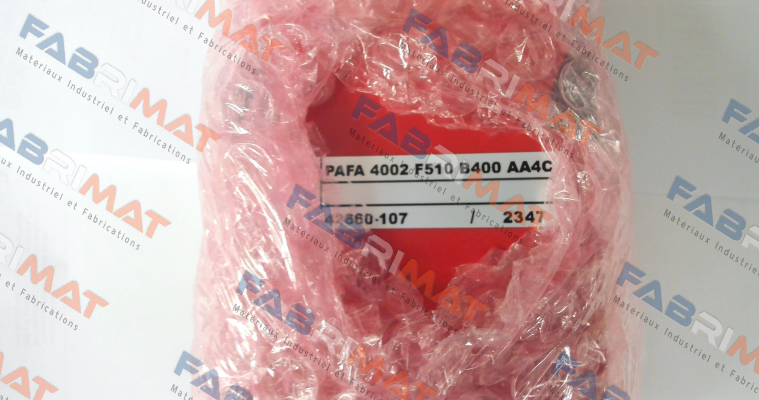 PAFA 4002 F510 B400 AA4C
42660-107 / 2347
FABRIMAT
Materiaux Industriel et Fabrications